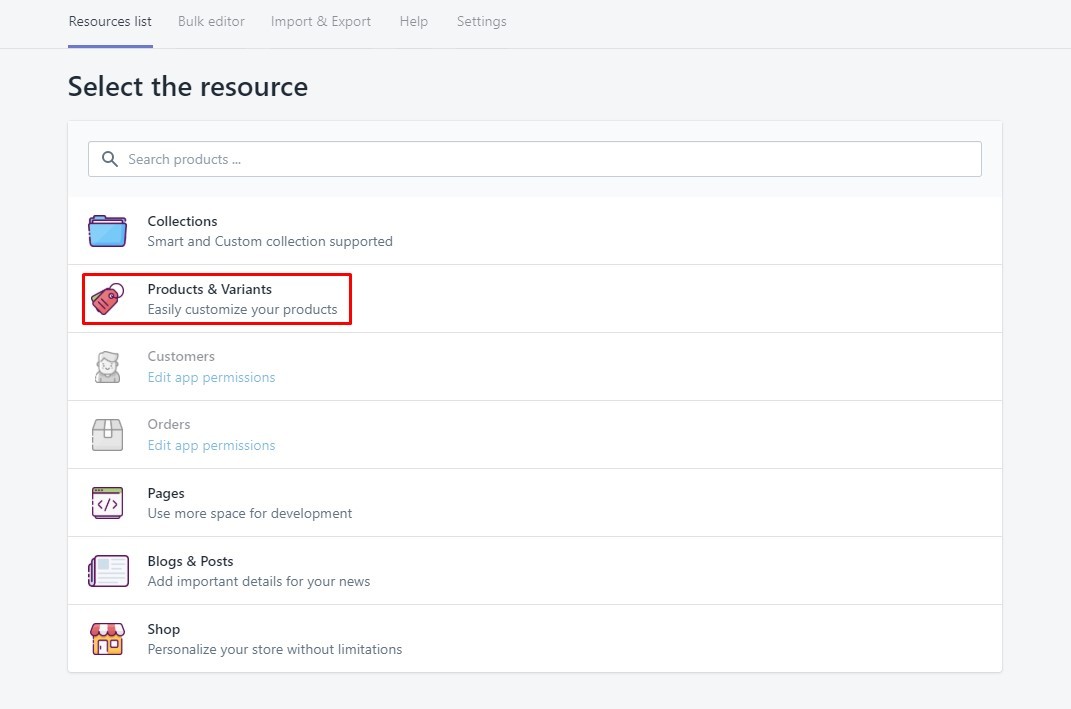 Resources list Bulk editor Import & Export Help Settings
Select the resource
Search products ...
Collections
Smart and Custom collection supported
Products & Variants
Easily customize your products
Customers
Edit app permissions
Orders
Edit app permissions
Pages
Use more space for development
Blogs & Posts
Add important details for your news
Shop
Personalize your store without limitations